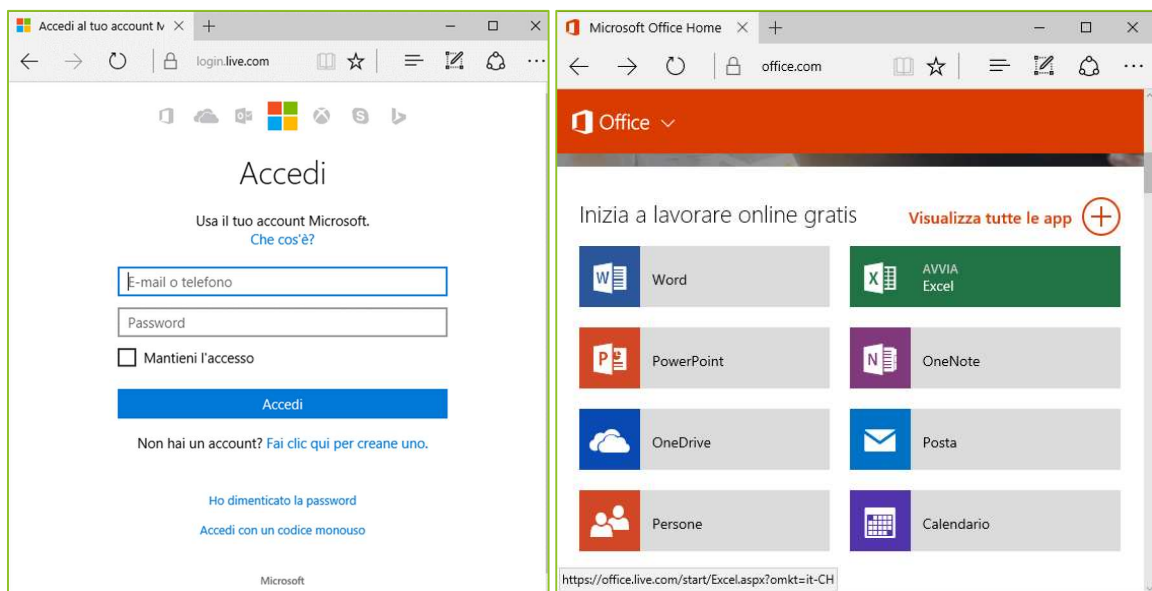 Accedi al tuo account M
login.live.com
Accedi
Usa il tuo account Microsoft.
Che cos'è?
E-mail o telefono
Password
Mantieni l'accesso
Accedi
Non hai un account? Fai clic qui per creane uno.
Ho dimenticato la password
Accedi con un codice monouso
Microsoft
Microsoft Office Home
office.com
Office
Inizia a lavorare online gratis
Visualizza tutte le app
Word
AVVIA
Excel
PowerPoint
OneNote
OneDrive
Posta
Persone
Calendario
https://office.live.com/start/Excel.aspx?omkt=it-CH